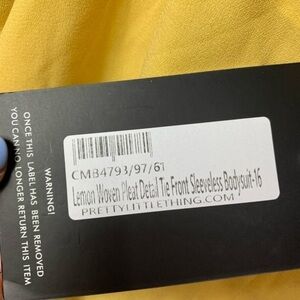 WARNING!
ONCE THIS LABEL HAS BEEN REMOVED
YOU CAN NO LONGER RETURN THIS ITEM
CMB4793/97/61
Lemon Woven Pleat Detail Tie Front Sleeveless Bodysuit-16
PRETTYLITTLETHING.COM